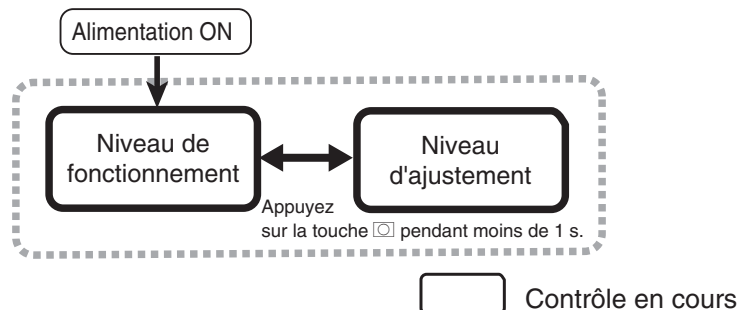 Alimentation ON
Niveau de
fonctionnement
Niveau
d'ajustement
Appuyez
sur la touche pendant moins de 1 s.
Contrôle en cours